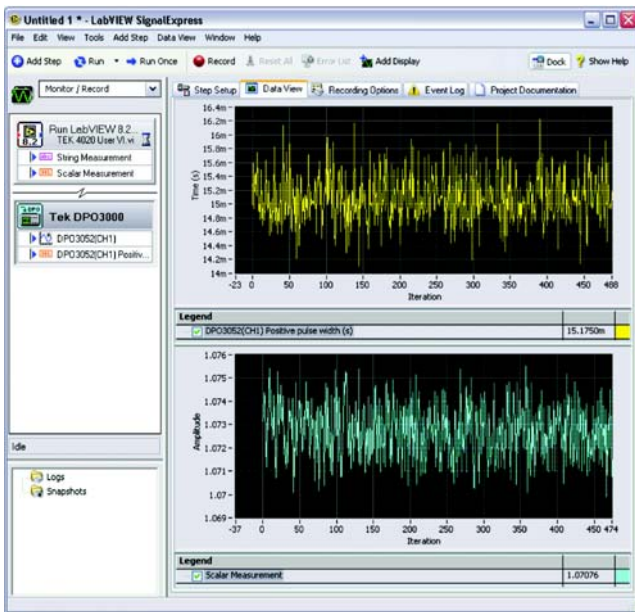 Untitled 1 * - LabVIEW SignalExpress
File Edit View Tools Add Step Data View Window Help
Add Step Run Run Once Record Reset All Error List Add Display Dock Show Help
Monitor / Record
Step Setup Data View Recording Options Event Log Project Documentation
8.2
Run LabVIEW 8.2...
TEK 4020 User VI.vi
String Measurement
Scalar Measurement
Tek DPO3000
DPO3052(CH1)
DPO3052(CH1) Positiv...
Idle
Logs
Snapshots
Time (s)
16.4m
16.2m
16m
15.8m
15.6m
15.4m
15.2m
15m
14.8m
14.6m
14.4m
14.2m
14m
-23 0 50 100 150 200 250 300 350 400 450 488
Iteration
Legend
DPO3052(CH1) Positive pulse width (s) 15.1750m
Amplitude
1.076
1.075
1.074
1.073
1.072
1.071
1.07
1.069
-37 0 50 100 150 200 250 300 350 400 450 474
Iteration
Legend
Scalar Measurement 1.07076